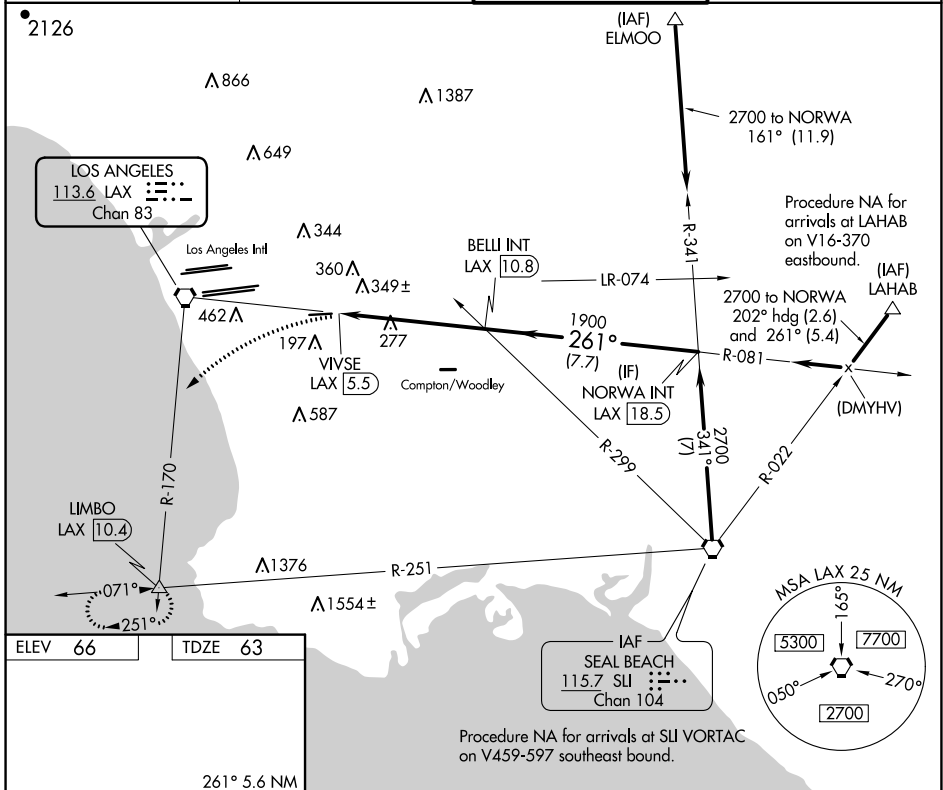 2126
(IAF)
ELMOO
866
1387
2700 to NORWA
161° (11.9)
649
LOS ANGELES
113.6 LAX
Chan 83
Procedure NA for
arrivals at LAHAB
on V16-370
eastbound.
344
R-341
BELLI INT
LAX 10.8
Los Angeles Intl
360
349±
LR-074
(IAF)
LAHAB
2700 to NORWA
202° hdg (2.6)
and 261° (5.4)
462
1900
261°
(7.7)
277
197
VIVSE
LAX 5.5
R-081
Compton/Woodley
(IF)
NORWA INT
LAX 18.5
(DMYHV)
587
2700
341°
(7)
R-299
R-022
R-170
LIMBO
LAX 10.4
1376
R-251
071°
251°
1554±
MSA LAX 25 NM
165°
5300
7700
050°
270°
2700
ELEV 66
TDZE 63
IAF
SEAL BEACH
115.7 SLI
Chan 104
Procedure NA for arrivals at SLI VORTAC
on V459-597 southeast bound.
261° 5.6 NM